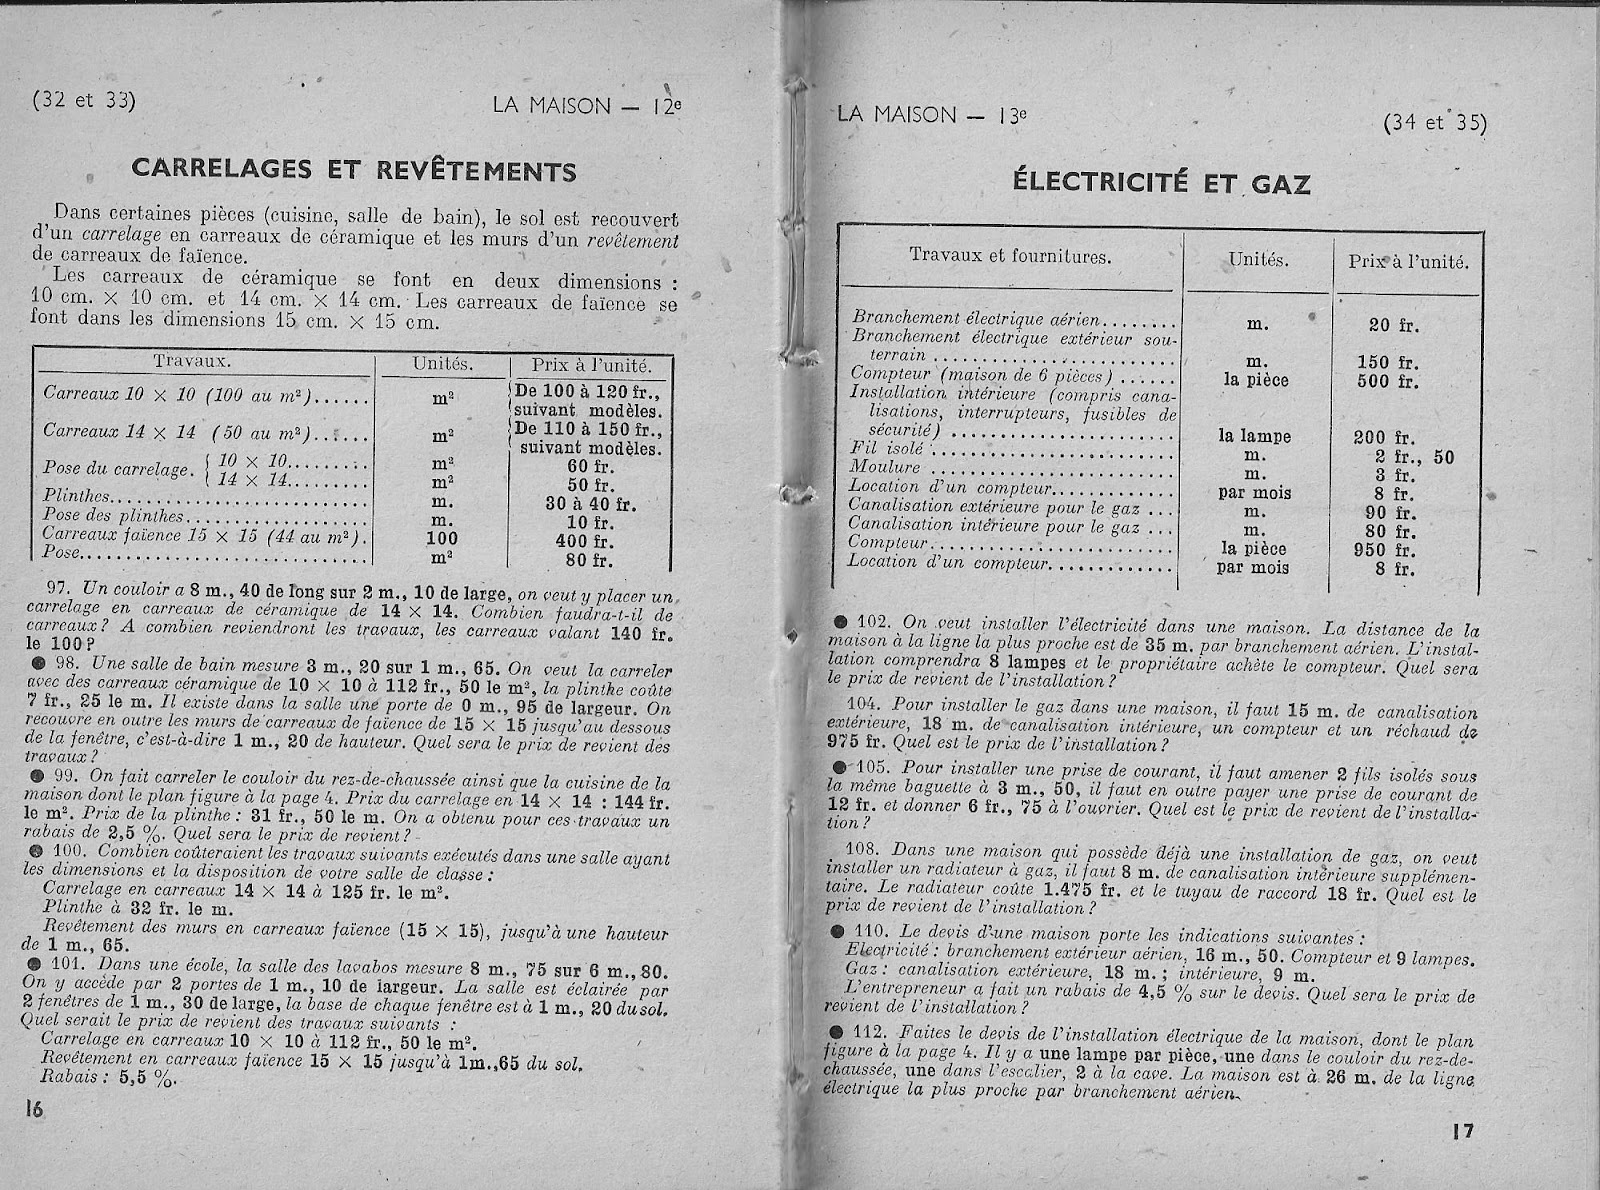 (32 et 33)
LA MAISON — 12e
CARRELAGES ET REVÊTEMENTS
Dans certaines pièces (cuisine, salle de bain), le sol est recouvert
d'un carrelage en carreaux de céramique et les murs d'un revêtement
de carreaux de faïence.
Les carreaux de céramique se font en deux dimensions :
10 cm. × 10 cm. et 14 cm. × 14 cm. Les carreaux de faïence se
font dans les dimensions 15 cm. × 15 cm.
Travaux. Unités. Prix à l'unité.
Carreaux 10 × 10 (100 au m²)...... m² De 100 à 120 fr.,
suivant modèles.
Carreaux 14 × 14 (50 au m²)...... m² De 110 à 150 fr.,
suivant modèles.
Pose du carrelage. { 10 × 10......... m² 60 fr.
14 × 14......... m² 50 fr.
Plinthes..................... m. 30 à 40 fr.
Pose des plinthes................... m. 10 fr.
Carreaux faïence 15 × 15 (44 au m²). 100 400 fr.
Pose.............................. m² 80 fr.
97. Un couloir a 8 m., 40 de long sur 2 m., 10 de large, on veut y placer un
carrelage en carreaux de céramique de 14 × 14. Combien faudra-t-il de
carreaux? A combien reviendront les travaux, les carreaux valant 140 fr.
le 100?
● 98. Une salle de bain mesure 3 m., 20 sur 1 m., 65. On veut la carreler
avec des carreaux céramique de 10 × 10 à 112 fr., 50 le m², la plinthe coûte
7 fr., 25 le m. Il existe dans la salle une porte de 0 m., 95 de largeur. On
recouvre en outre les murs de carreaux de faïence de 15 × 15 jusqu'au dessous
de la fenêtre, c'est-à-dire 1 m., 20 de hauteur. Quel sera le prix de revient des
travaux?
● 99. On fait carreler le couloir du rez-de-chaussée ainsi que la cuisine de la
maison dont le plan figure à la page 4. Prix du carrelage en 14 × 14 : 144 fr.
le m². Prix de la plinthe : 31 fr., 50 le m. On a obtenu pour ces travaux un
rabais de 2,5 %. Quel sera le prix de revient?
● 100. Combien coûteraient les travaux suivants exécutés dans une salle ayant
les dimensions et la disposition de votre salle de classe :
Carrelage en carreaux 14 × 14 à 125 fr. le m².
Plinthe à 32 fr. le m.
Revêtement des murs en carreaux faïence (15 × 15), jusqu'à une hauteur
de 1 m., 65.
● 101. Dans une école, la salle des lavabos mesure 8 m., 75 sur 6 m., 80.
On y accède par 2 portes de 1 m., 10 de largeur. La salle est éclairée par
2 fenêtres de 1 m., 30 de large, la base de chaque fenêtre est à 1 m., 20 du sol.
Quel serait le prix de revient des travaux suivants :
Carrelage en carreaux 10 × 10 à 112 fr., 50 le m².
Revêtement en carreaux faïence 15 × 15 jusqu'à 1m.,65 du sol.
Rabais : 5,5 %.
16
LA MAISON — 13e
(34 et 35)
ÉLECTRICITÉ ET GAZ
Travaux et fournitures. Unités. Prix à l'unité.
Branchement électrique aérien........ m. 20 fr.
Branchement électrique extérieur sou-
terrain ........................ m. 150 fr.
Compteur (maison de 6 pièces) ...... la pièce 500 fr.
Installation intérieure (compris cana-
lisations, interrupteurs, fusibles de
sécurité) ....................... la lampe 200 fr.
Fil isolé ........................ m. 2 fr., 50
Moulure ........................ m. 3 fr.
Location d'un compteur............. par mois 8 fr.
Canalisation extérieure pour le gaz ... m. 90 fr.
Canalisation intérieure pour le gaz ... m. 80 fr.
Compteur......................... la pièce 950 fr.
Location d'un compteur............. par mois 8 fr.
● 102. On veut installer l'électricité dans une maison. La distance de la
maison à la ligne la plus proche est de 35 m. par branchement aérien. L'instal-
lation comprendra 8 lampes et le propriétaire achète le compteur. Quel sera
le prix de revient de l'installation?
104. Pour installer le gaz dans une maison, il faut 15 m. de canalisation
extérieure, 18 m. de canalisation intérieure, un compteur et un réchaud de
975 fr. Quel est le prix de l'installation?
● 105. Pour installer une prise de courant, il faut amener 2 fils isolés sous
la même baguette à 3 m., 50, il faut en outre payer une prise de courant de
12 fr. et donner 6 fr., 75 à l'ouvrier. Quel est le prix de revient de l'installa-
tion?
108. Dans une maison qui possède déjà une installation de gaz, on veut
installer un radiateur à gaz, il faut 8 m. de canalisation intérieure supplémen-
taire. Le radiateur coûte 1.475 fr. et le tuyau de raccord 18 fr. Quel est le
prix de revient de l'installation?
● 110. Le devis d'une maison porte les indications suivantes :
Electricité : branchement extérieur aérien, 16 m., 50. Compteur et 9 lampes.
Gaz : canalisation extérieure, 18 m. ; intérieure, 9 m.
L'entrepreneur a fait un rabais de 4,5 % sur le devis. Quel sera le prix de
revient de l'installation?
● 112. Faites le devis de l'installation électrique de la maison, dont le plan
figure à la page 4. Il y a une lampe par pièce, une dans le couloir du rez-de-
chaussée, une dans l'escalier, 2 à la cave. La maison est à 26 m. de la ligne
électrique la plus proche par branchement aérien.
17